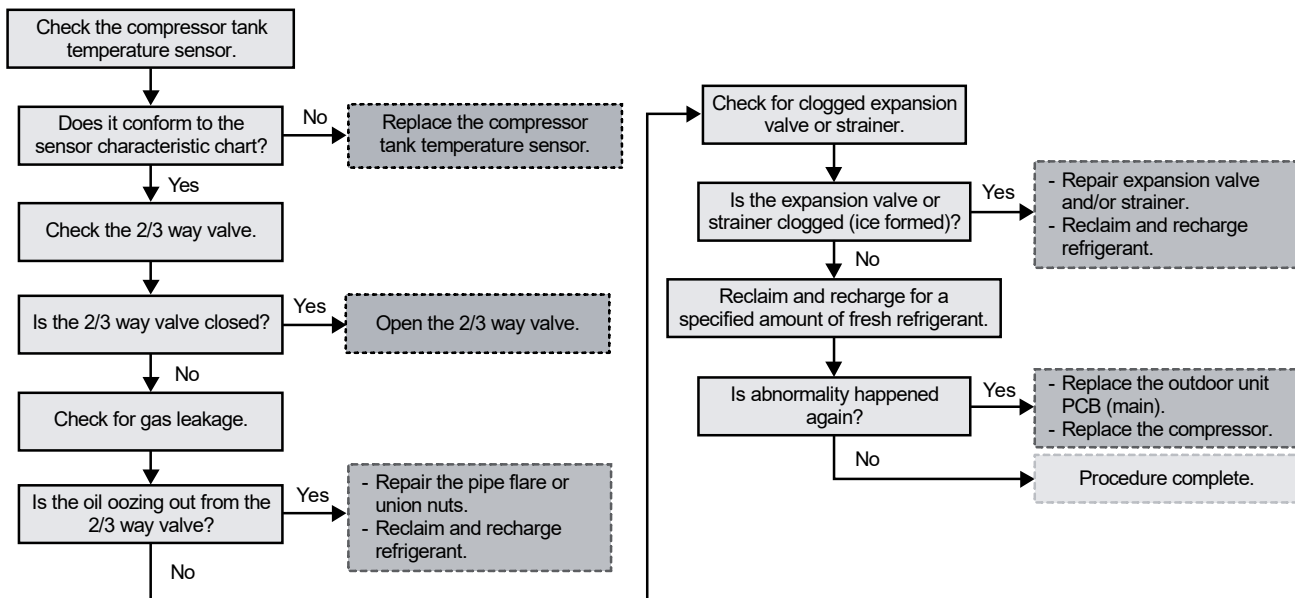 Check the compressor tank
temperature sensor.
Does it conform to the
sensor characteristic chart?
No
Replace the compressor
tank temperature sensor.
Yes
Check the 2/3 way valve.
Is the 2/3 way valve closed?
Yes
Open the 2/3 way valve.
No
Check for gas leakage.
Is the oil oozing out from the
2/3 way valve?
Yes
- Repair the pipe flare or
union nuts.
- Reclaim and recharge
refrigerant.
No
Check for clogged expansion
valve or strainer.
Is the expansion valve or
strainer clogged (ice formed)?
Yes
- Repair expansion valve
and/or strainer.
- Reclaim and recharge
refrigerant.
No
Reclaim and recharge for a
specified amount of fresh refrigerant.
Is abnormality happened
again?
Yes
- Replace the outdoor unit
PCB (main).
- Replace the compressor.
No
Procedure complete.